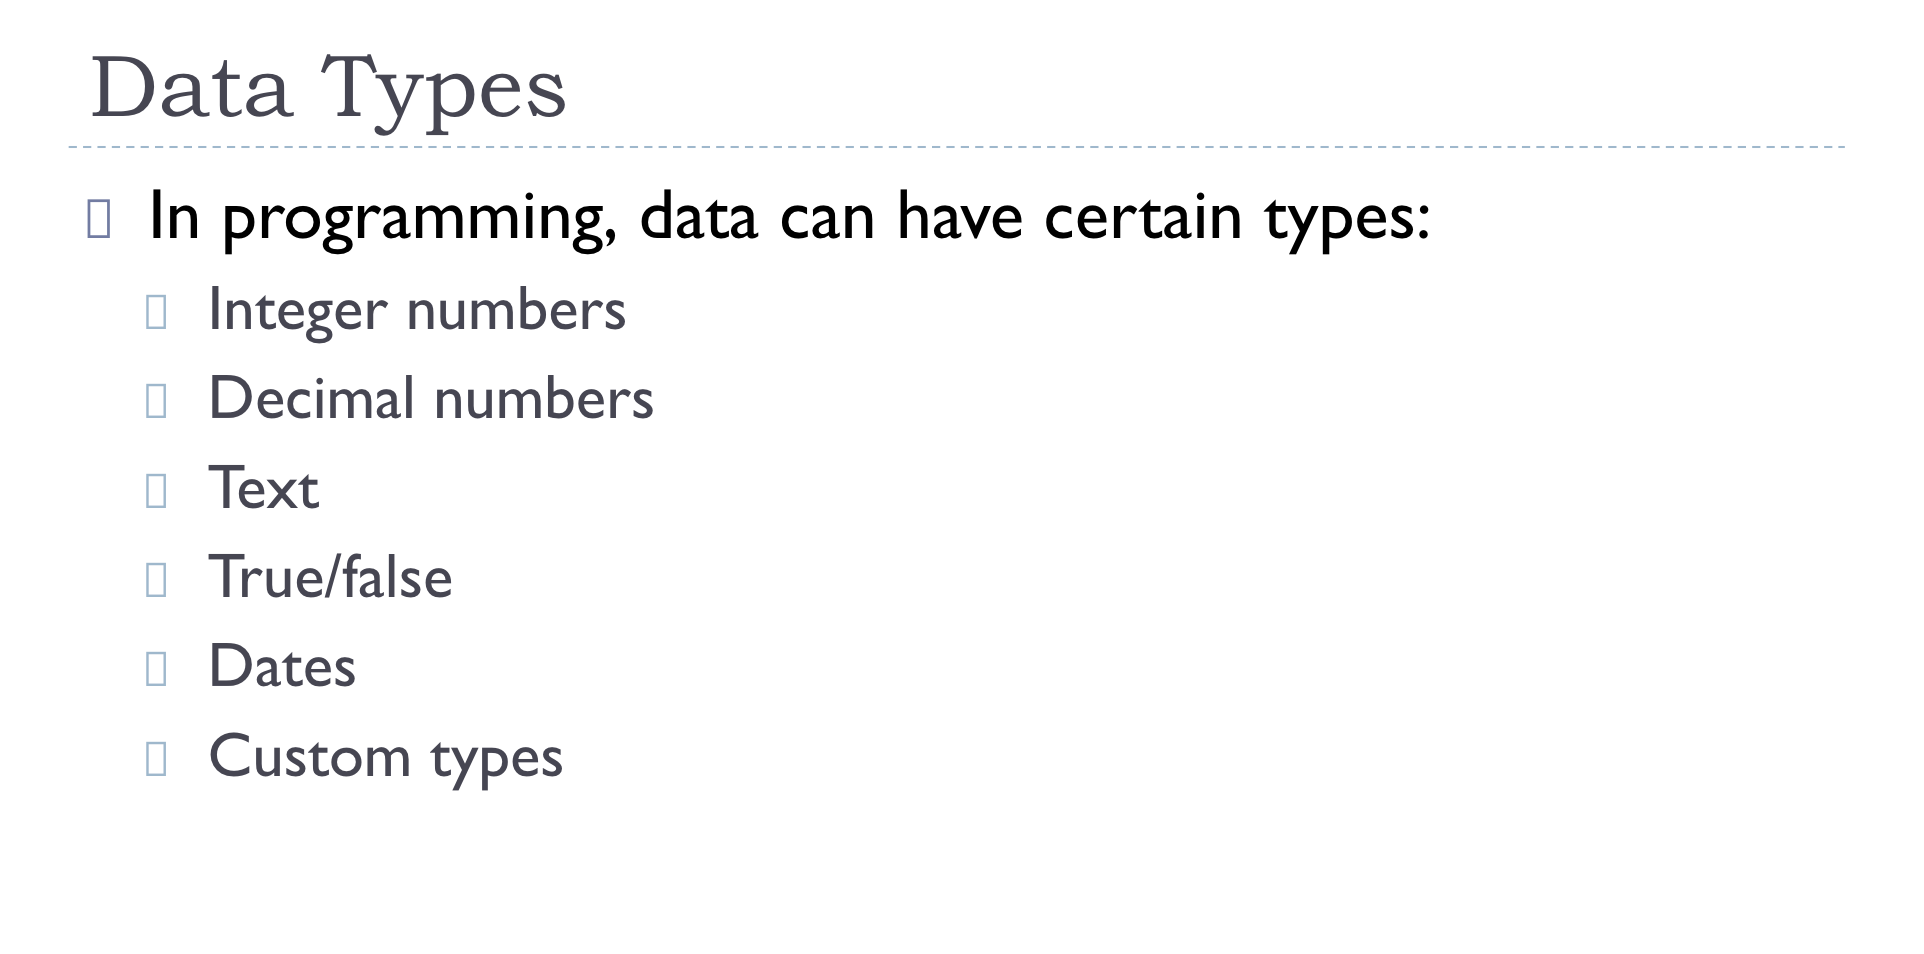 Data Types
In programming, data can have certain types:
Integer numbers
Decimal numbers
Text
True/false
Dates
Custom types